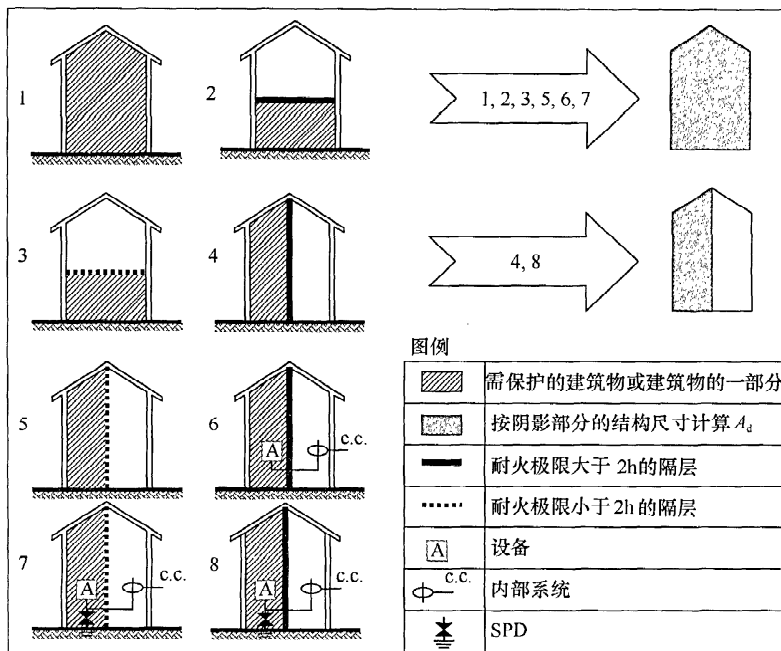 1
2
1, 2, 3, 5, 6, 7
3
4
4, 8
5
6
A
c.c.
7
A
c.c.
8
A
c.c.
图例
需保护的建筑物或建筑物的一部分
按阴影部分的结构尺寸计算 Ad
耐火极限大于 2h的隔层
耐火极限小于 2h的隔层
A 设备
c.c. 内部系统
SPD